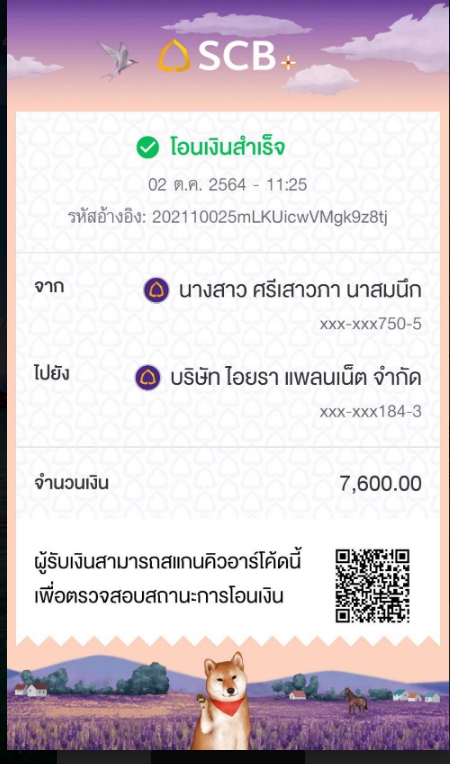 SCB+
โอนเงินสำเร็จ
02 ต.ค. 2564 - 11:25
รหัสอ้างอิง: 202110025mLKUicwVMgk9z8tj
จาก
นางสาว ศรีเสาวภา นาสมนึก
xxx-xxx750-5
ไปยัง
บริษัท ไอยรา แพลนเน็ต จำกัด
xxx-xxx184-3
จำนวนเงิน 7,600.00
ผู้รับเงินสามารถสแกนคิวอาร์โค้ดนี้
เพื่อตรวจสอบสถานะการโอนเงิน